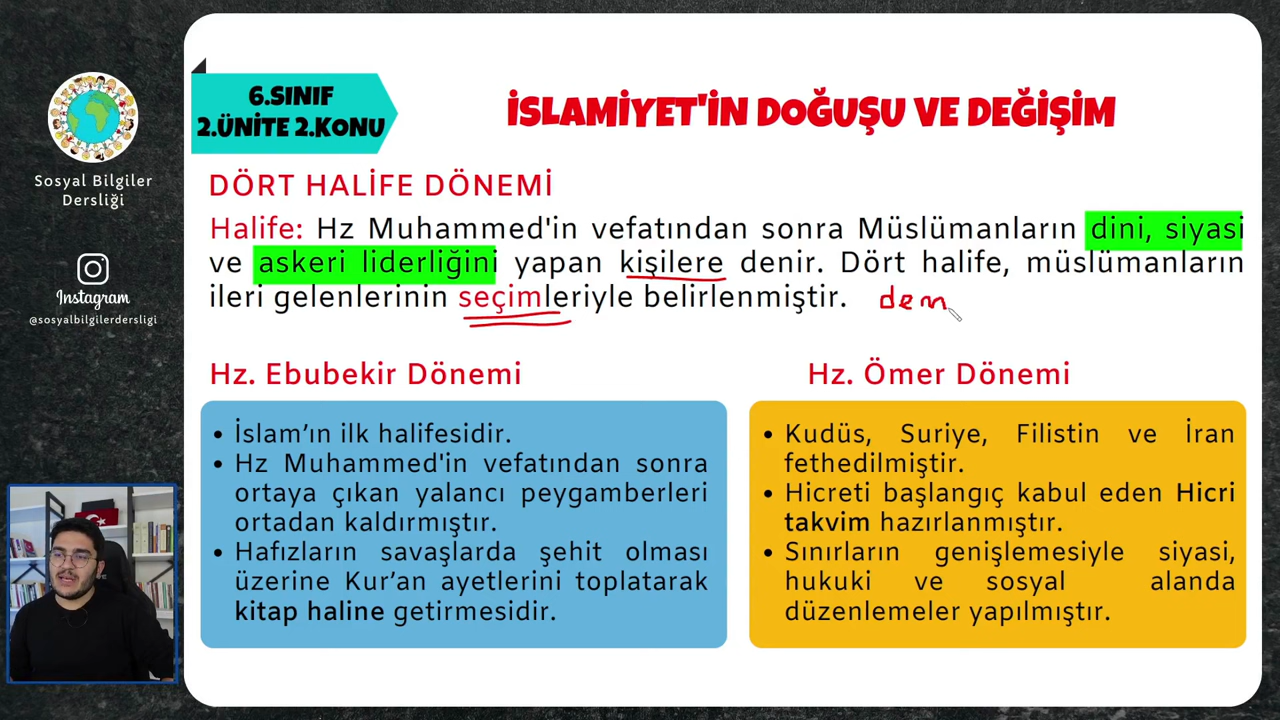 6.SINIF
2.ÜNİTE 2.KONU
İSLAMİYET'İN DOĞUŞU VE DEĞİŞİM
Sosyal Bilgiler
Dersliği
Instagram
@sosyalbilgilerdersligi
DÖRT HALİFE DÖNEMİ
Halife: Hz Muhammed'in vefatından sonra Müslümanların dini, siyasi
ve askeri liderliğini yapan kişilere denir. Dört halife, müslümanların
ileri gelenlerinin seçimleriyle belirlenmiştir. dem
Hz. Ebubekir Dönemi
• İslam’ın ilk halifesidir.
• Hz Muhammed'in vefatından sonra
ortaya çıkan yalancı peygamberleri
ortadan kaldırmıştır.
• Hafızların savaşlarda şehit olması
üzerine Kur’an ayetlerini toplatarak
kitap haline getirmesidir.
Hz. Ömer Dönemi
• Kudüs, Suriye, Filistin ve İran
fethedilmiştir.
• Hicreti başlangıç kabul eden Hicri
takvim hazırlanmıştır.
• Sınırların genişlemesiyle siyasi,
hukuki ve sosyal alanda
düzenlemeler yapılmıştır.